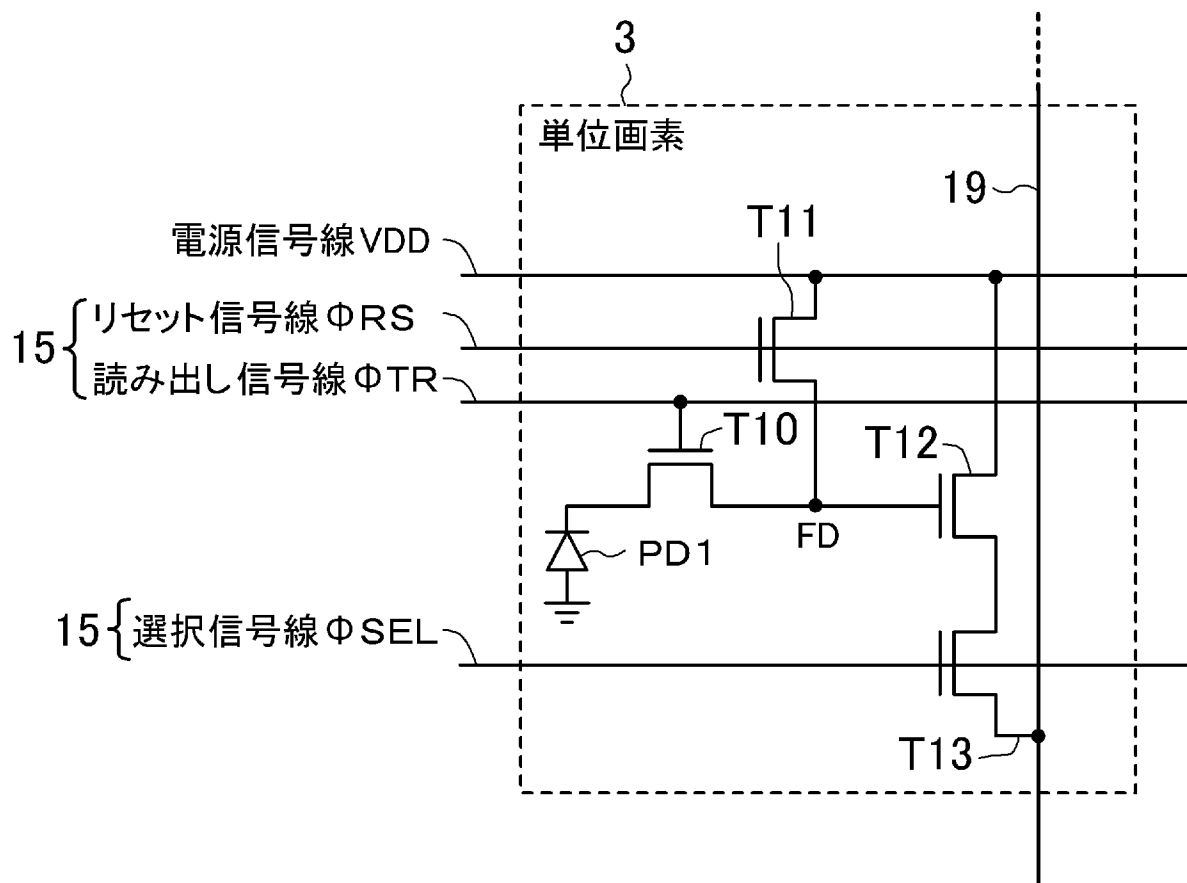 3
単位画素
19
T11
電源信号線VDD
リセット信号線ΦRS
15
読み出し信号線ΦTR
T10
T12
FD
PD1
15
選択信号線ΦSEL
T13